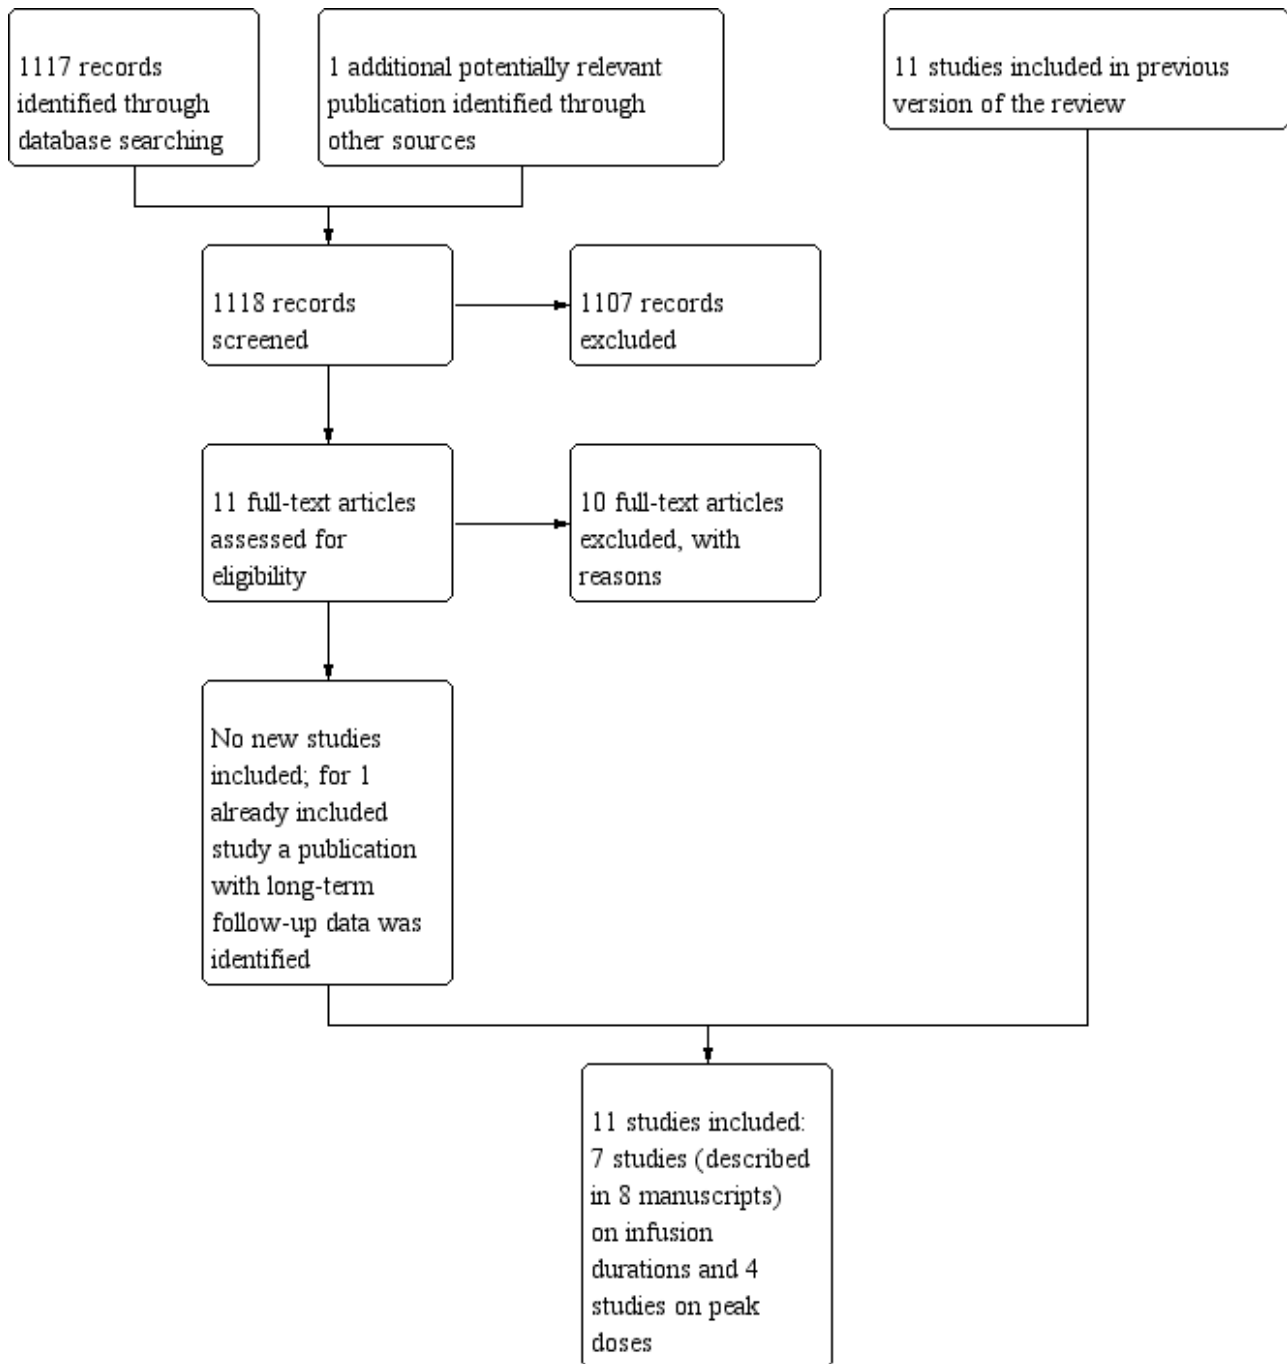 1117 records
identified through
database searching
1 additional potentially relevant
publication identified through
other sources
11 studies included in previous
version of the review
1118 records
screened
1107 records
excluded
11 full-text articles
assessed for
eligibility
10 full-text articles
excluded, with
reasons
No new studies
included; for 1
already included
study a publication
with long-term
follow-up data was
identified
11 studies included:
7 studies (described
in 8 manuscripts)
on infusion
durations and 4
studies on peak
doses